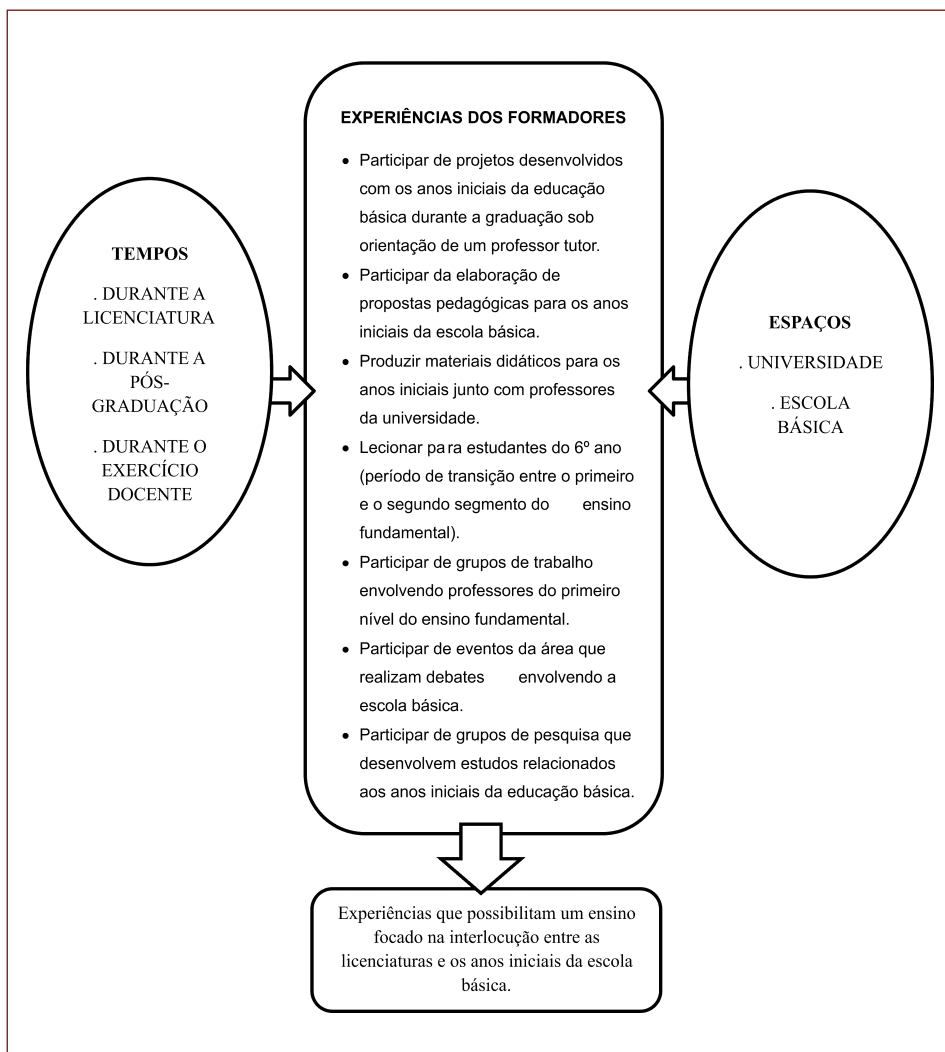 EXPERIÊNCIAS DOS FORMADORES
• Participar de projetos desenvolvidos
com os anos iniciais da educação
básica durante a graduação sob
orientação de um professor tutor.
• Participar da elaboração de
propostas pedagógicas para os anos
iniciais da escola básica.
• Produzir materiais didáticos para os
anos iniciais junto com professores
da universidade.
• Lecionar para estudantes do 6º ano
(período de transição entre o primeiro
e o segundo segmento do ensino
fundamental).
• Participar de grupos de trabalho
envolvendo professores do primeiro
nível do ensino fundamental.
• Participar de eventos da área que
realizam debates envolvendo a
escola básica.
• Participar de grupos de pesquisa que
desenvolvem estudos relacionados
aos anos iniciais da educação básica.
TEMPOS
. DURANTE A
LICENCIATURA
. DURANTE A
PÓS-
GRADUAÇÃO
. DURANTE O
EXERCÍCIO
DOCENTE
ESPAÇOS
. UNIVERSIDADE
. ESCOLA
BÁSICA
Experiências que possibilitam um ensino
focado na interlocução entre as
licenciaturas e os anos iniciais da escola
básica.